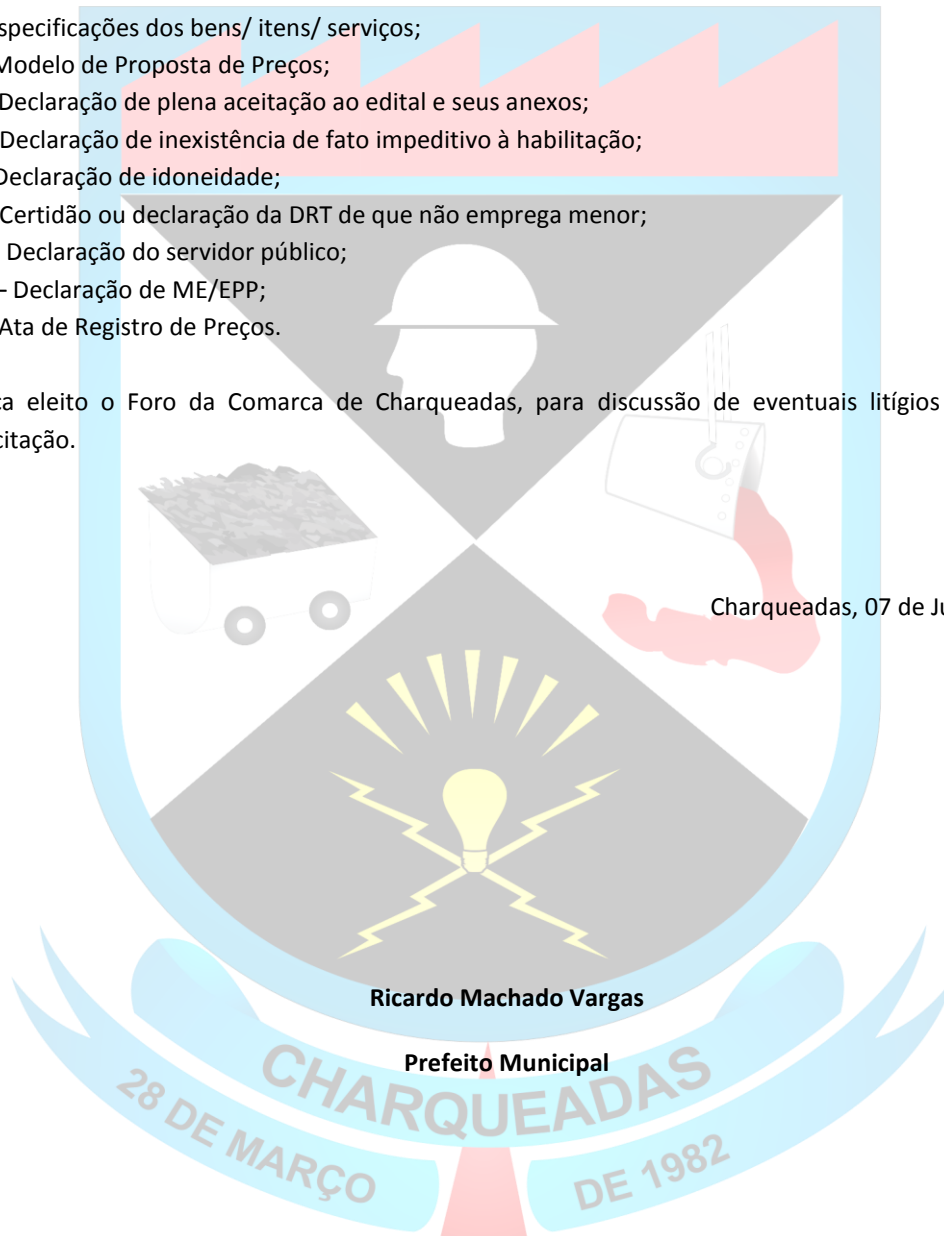 specificações dos bens/ itens/ serviços;
Modelo de Proposta de Preços;
Declaração de plena aceitação ao edital e seus anexos;
Declaração de inexistência de fato impeditivo à habilitação;
Declaração de idoneidade;
Certidão ou declaração da DRT de que não emprega menor;
Declaração do servidor público;
– Declaração de ME/EPP;
Ata de Registro de Preços.
eleito o Foro da Comarca de Charqueadas, para discussão de eventuais litígios
citação.
Charqueadas, 07 de
Ricardo Machado Vargas
Prefeito Municipal
CHARQUEADAS
28 DE MARÇO DE 1982